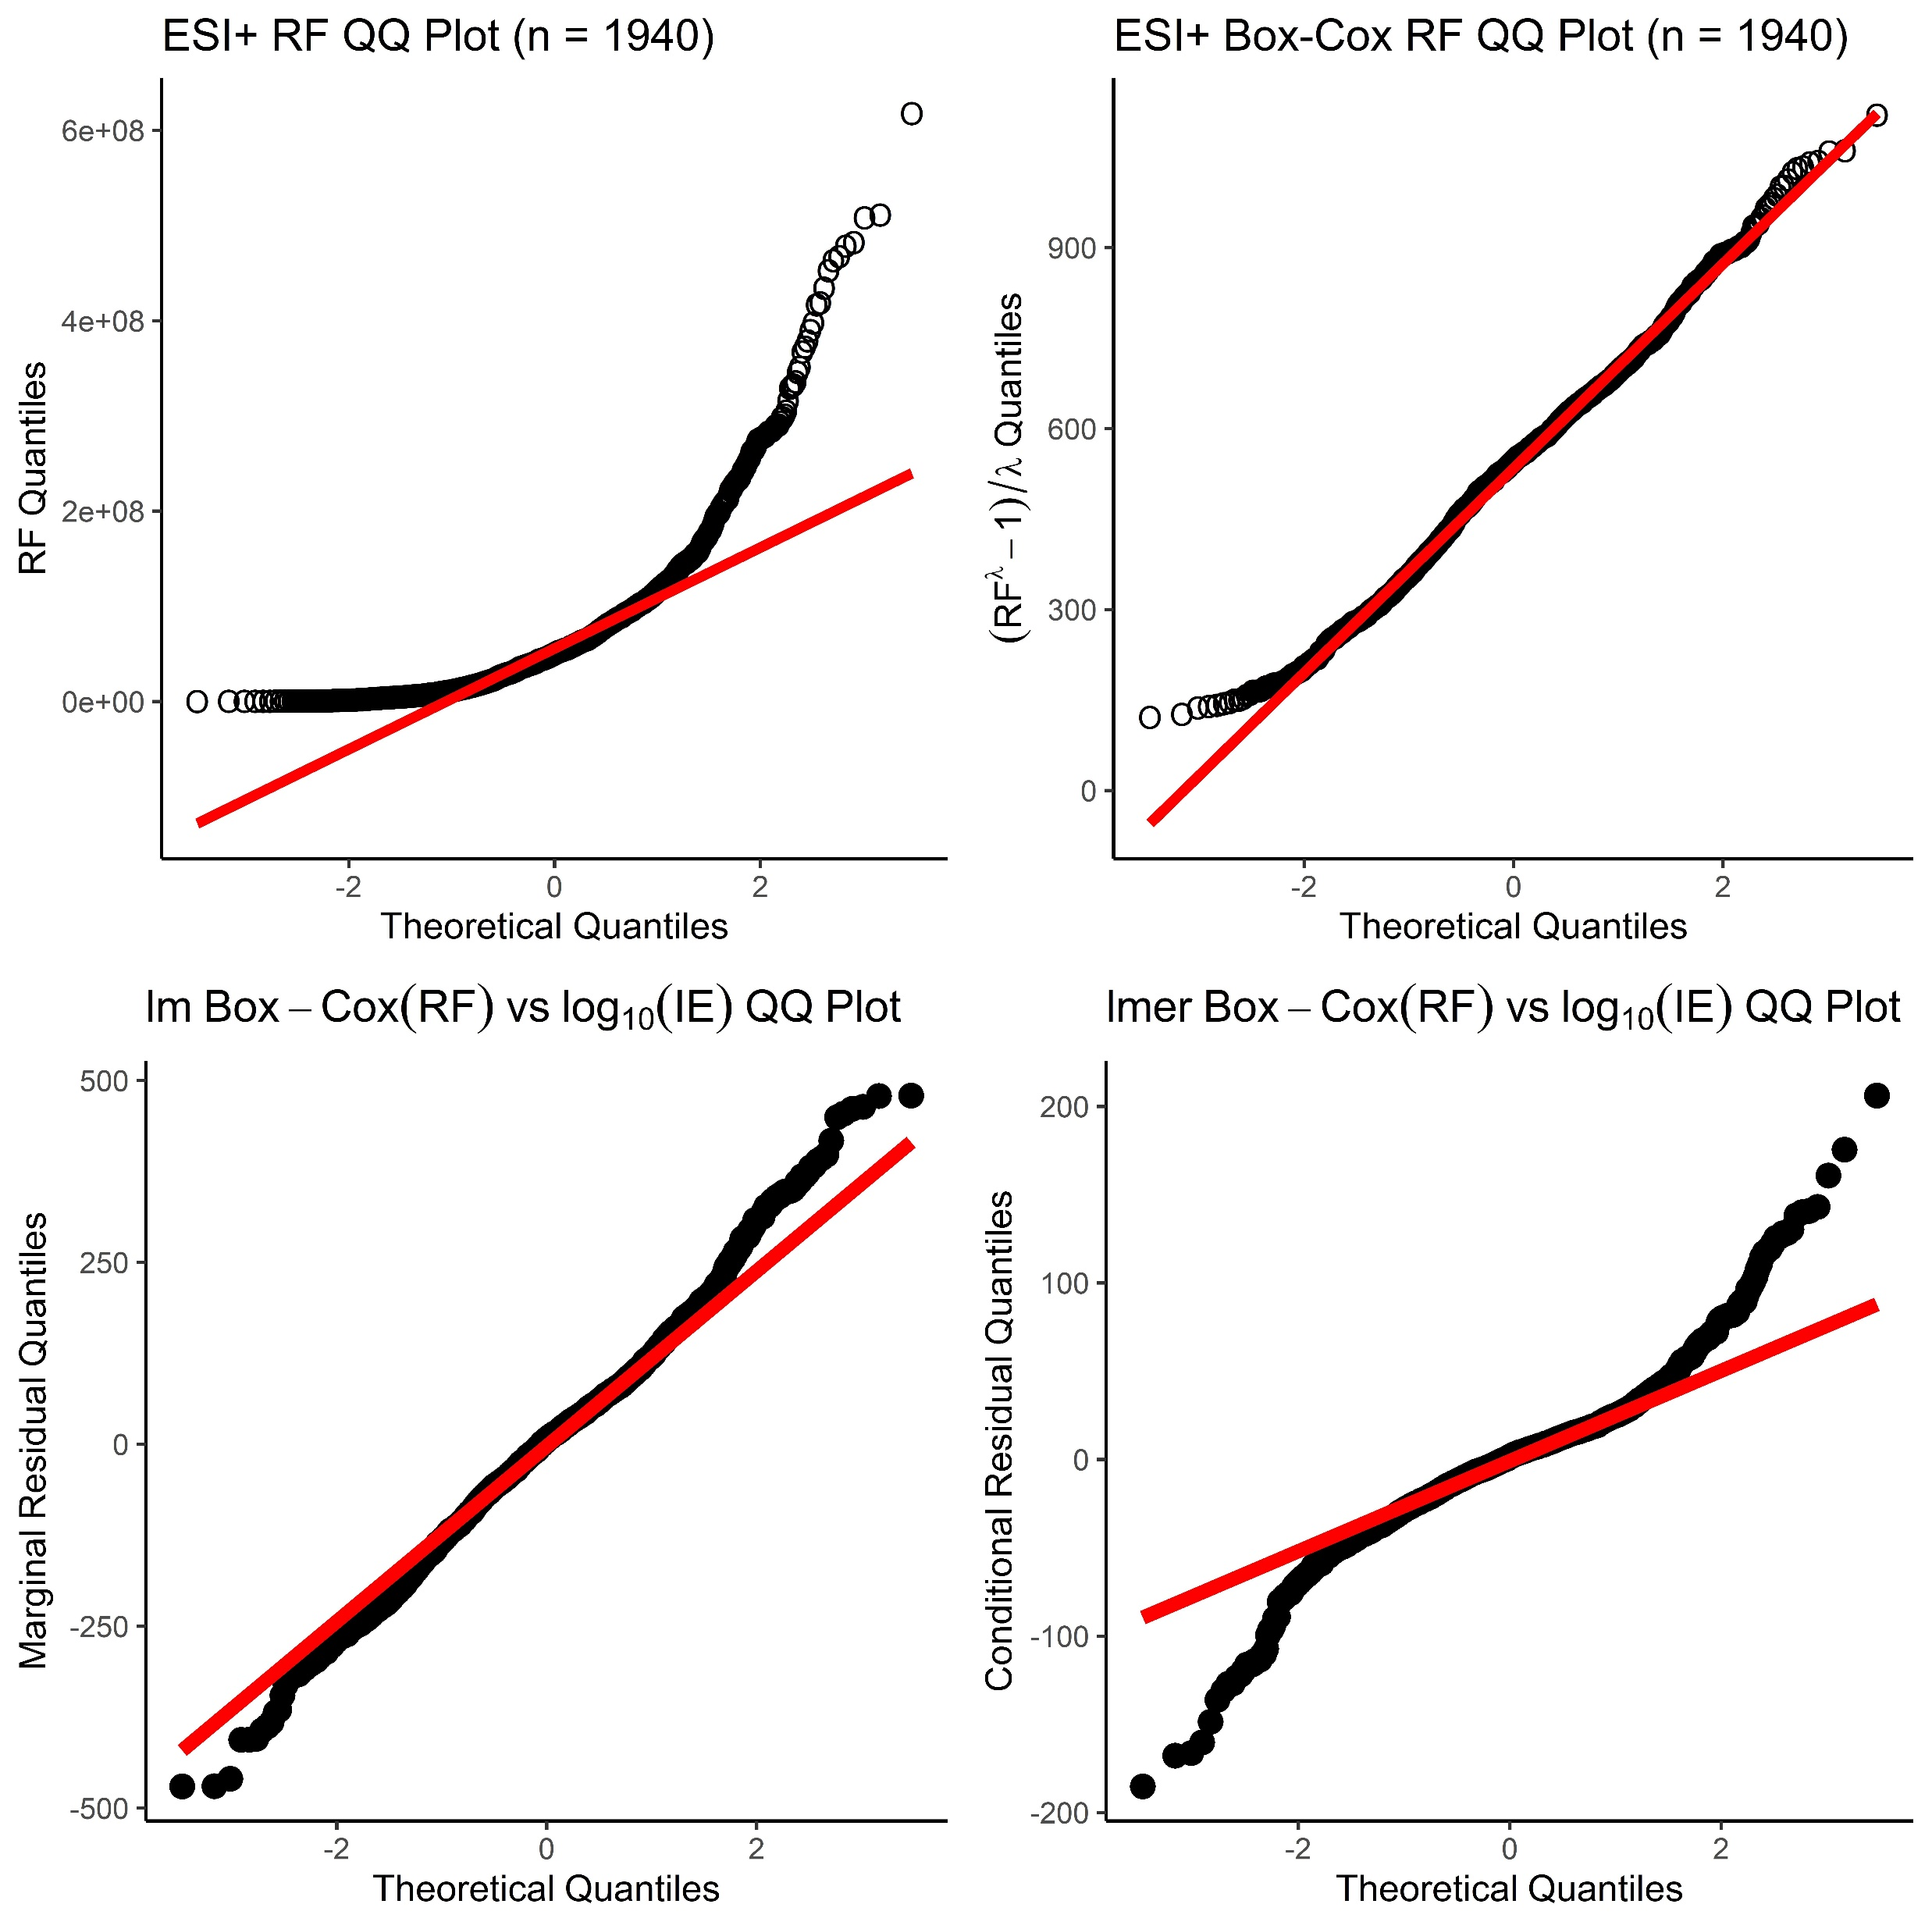 ESI+ RF QQ Plot (n = 1940)
RF Quantiles
6e+08
4e+08
2e+08
0e+00
-2 0 2
Theoretical Quantiles
ESI+ Box-Cox RF QQ Plot (n = 1940)
(RF^λ – 1)/λ Quantiles
900
600
300
0
-2 0 2
Theoretical Quantiles
lm Box – Cox(RF) vs log₁₀(IE) QQ Plot
Marginal Residual Quantiles
500
250
0
-250
-500
-2 0 2
Theoretical Quantiles
lmer Box – Cox(RF) vs log₁₀(IE) QQ Plot
Conditional Residual Quantiles
200
100
0
-100
-200
-2 0 2
Theoretical Quantiles